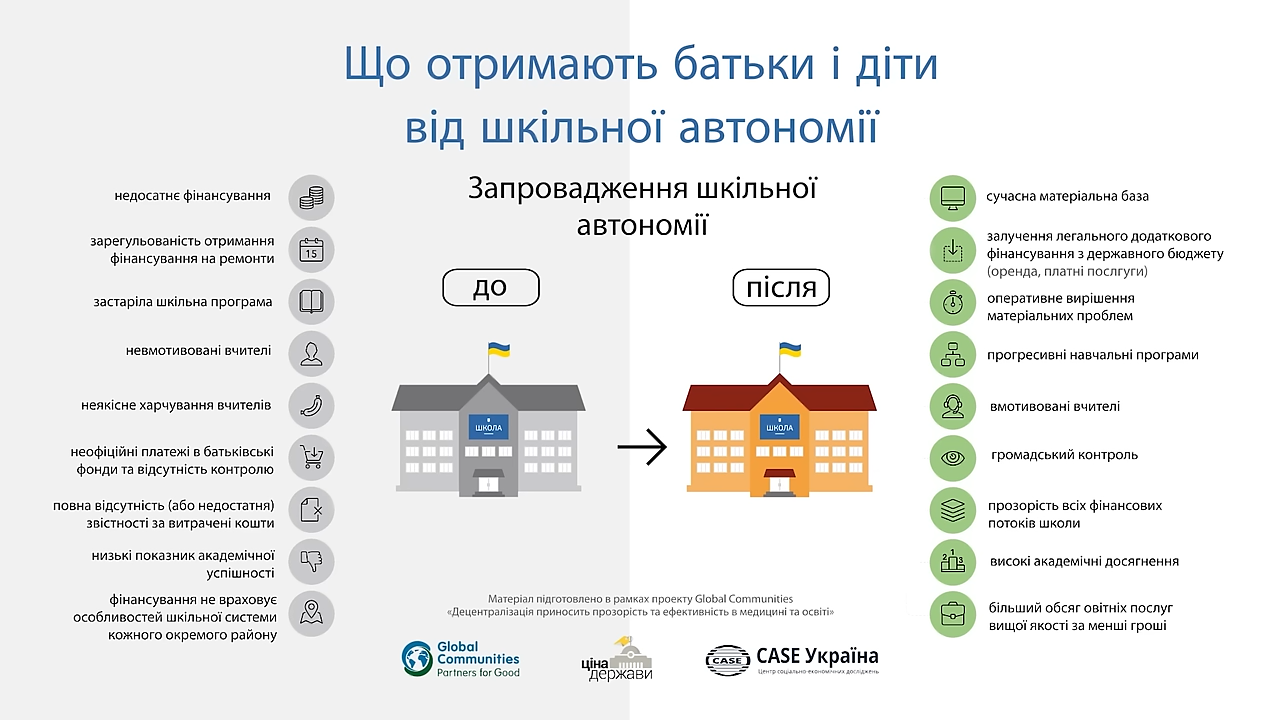 Що отримають батьки і діти
від шкільної автономії
Запровадження шкільної
автономії
до
після
недосатнє фінансування
зарегульованість отримання
фінансування на ремонти
15
застаріла шкільна програма
невмотивовані вчителі
неякісне харчування вчителів
неофіційні платежі в батьківські
фонди та відсутність контролю
повна відсутність (або недостатня)
звістності за витрачені кошти
низькі показник академічної
успішності
фінансування не враховує
особливостей шкільної системи
кожного окремого району
ШКОЛА
ШКОЛА
сучасна матеріальна база
залучення легального додаткового
фінансування з державного бюджету
(оренда, платні послгуги)
оперативне вирішення
матеріальних проблем
прогресивні навчальні програми
вмотивовані вчителі
громадський контроль
прозорість всіх фінансових
потоків школи
2 1 3
високі академічні досягнення
більший обсяг овітніх послуг
вищої якості за менші гроші
Матеріал підготовлено в рамках проекту Global Communities
«Децентралізація приносить прозорість та ефективність в медицині та освіті»
Global
Communities
Partners for Good
ціна
держави
CASE
CASE Україна
Центр соціально-економічних досліджень